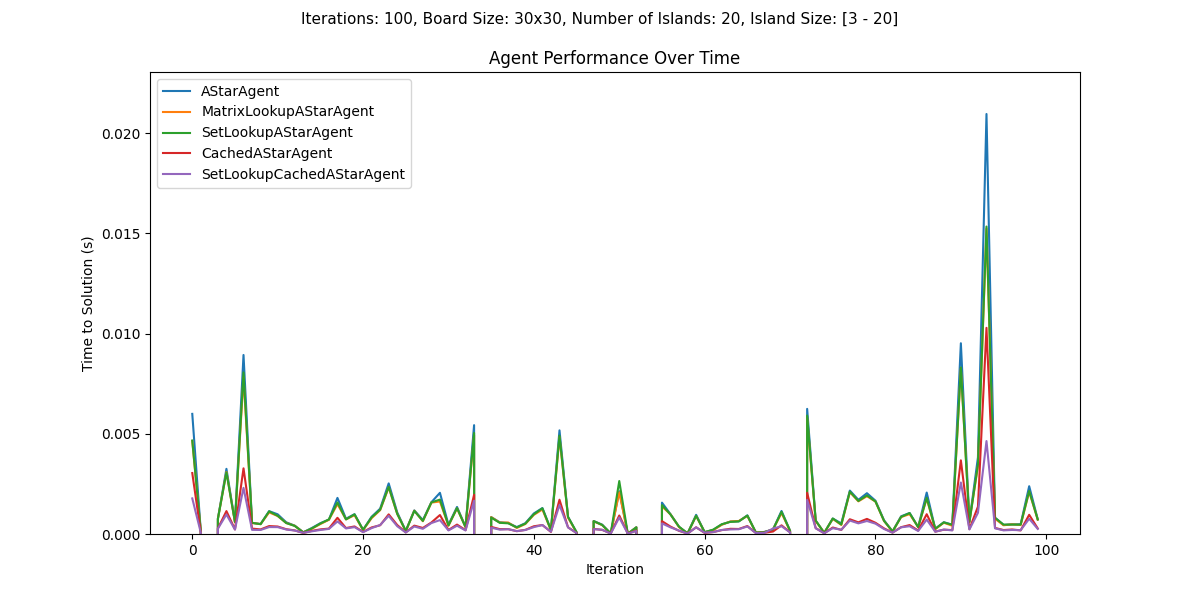 Iterations: 100, Board Size: 30x30, Number of Islands: 20, Island Size: [3 - 20]
Agent Performance Over Time
AStarAgent
MatrixLookupAStarAgent
SetLookupAStarAgent
CachedAStarAgent
SetLookupCachedAStarAgent
Time to Solution (s)
0.020
0.015
0.010
0.005
0.000
0 20 40 60 80 100
Iteration